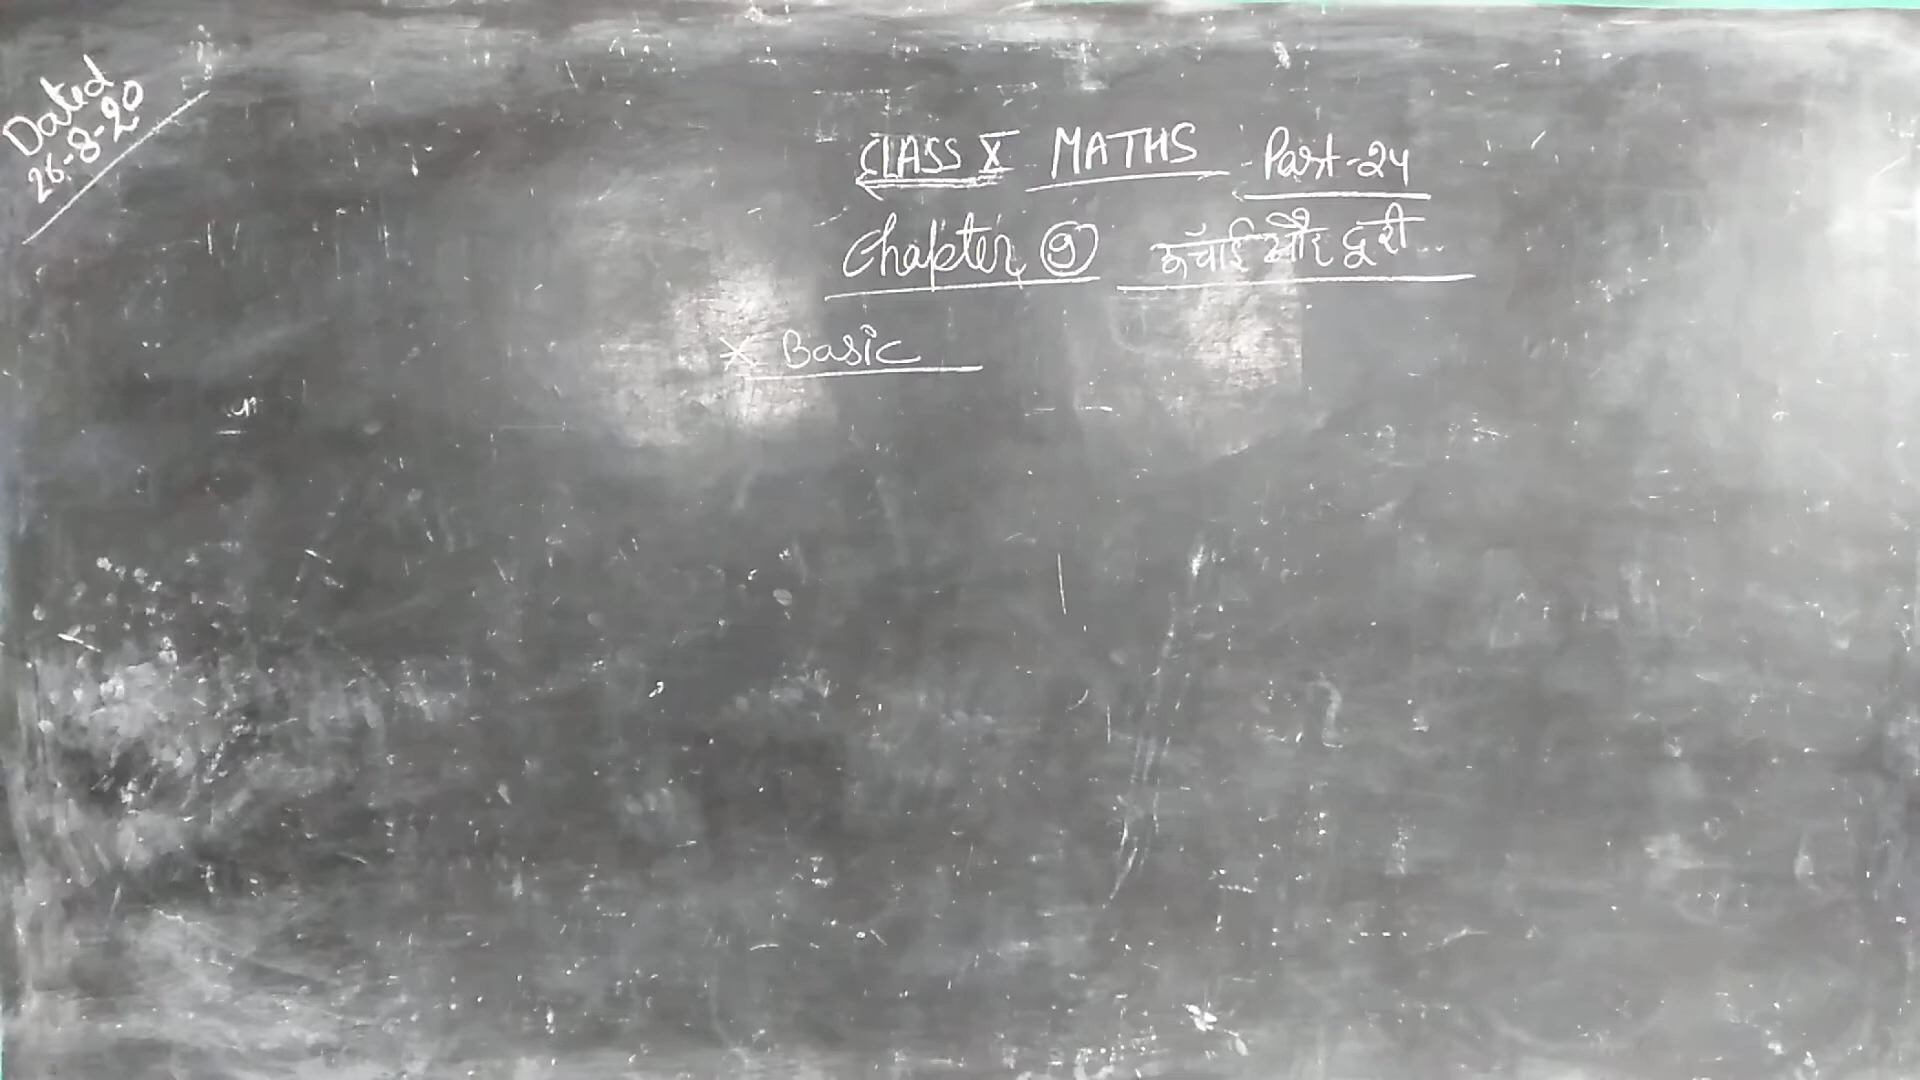 Dated
26-8-20
CLASS X MATHS Part-24
Chapter 9 ऊँचाई और दूरी
* Basic